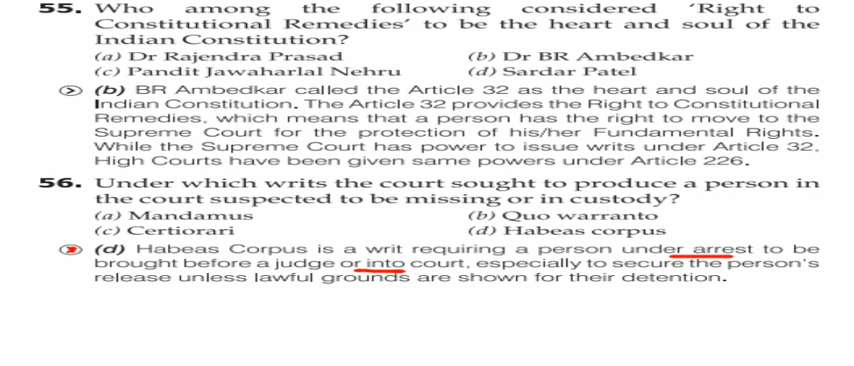 55. Who among the following considered 'Right to
Constitutional Remedies' to be the heart and soul of the
Indian Constitution?
(a) Dr Rajendra Prasad (b) Dr BR Ambedkar
(c) Pandit Jawaharlal Nehru (d) Sardar Patel
(b) BR Ambedkar called the Article 32 as the heart and soul of the
Indian Constitution. The Article 32 provides the Right to Constitutional
Remedies, which means that a person has the right to move to the
Supreme Court for the protection of his/her Fundamental Rights.
While the Supreme Court has power to issue writs under Article 32,
High Courts have been given same powers under Article 226.
56. Under which writs the court sought to produce a person in
the court suspected to be missing or in custody?
(a) Mandamus (b) Quo warranto
(c) Certiorari (d) Habeas corpus
(d) Habeas Corpus is a writ requiring a person under arrest to be
brought before a judge or into court, especially to secure the person's
release unless lawful grounds are shown for their detention.